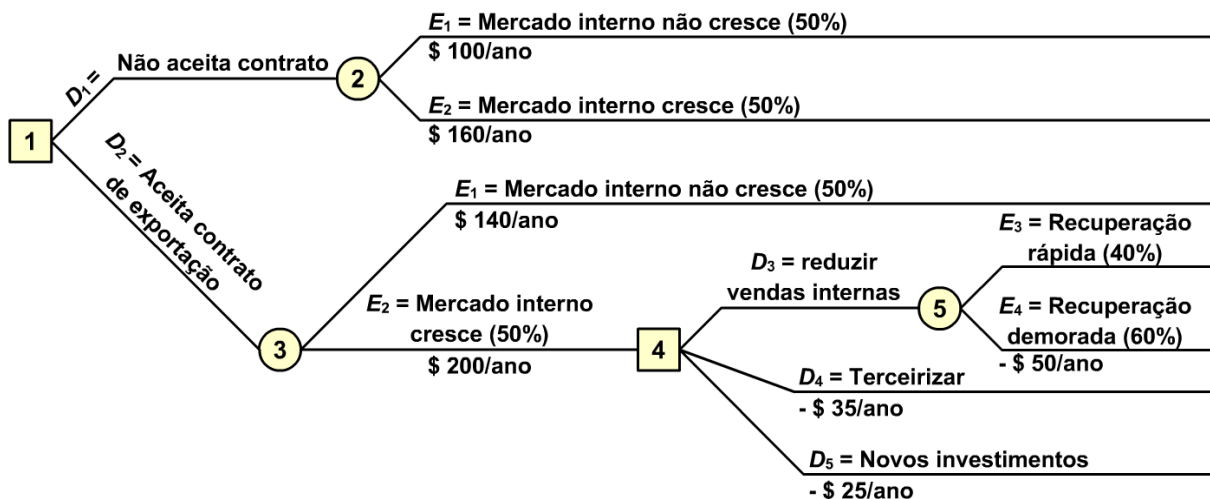 E₁ = Mercado interno não cresce (50%)
$ 100/ano
Não aceita contrato
D₁ =
2
E₂ = Mercado interno cresce (50%)
$ 160/ano
1
D₂ = Aceita contrato
de exportação
E₁ = Mercado interno não cresce (50%)
$ 140/ano
E₃ = Recuperação
rápida (40%)
D₃ = reduzir
vendas internas
5
E₄ = Recuperação
demorada (60%)
- $ 50/ano
E₂ = Mercado interno
cresce (50%)
$ 200/ano
3
4
D₄ = Terceirizar
- $ 35/ano
D₅ = Novos investimentos
- $ 25/ano